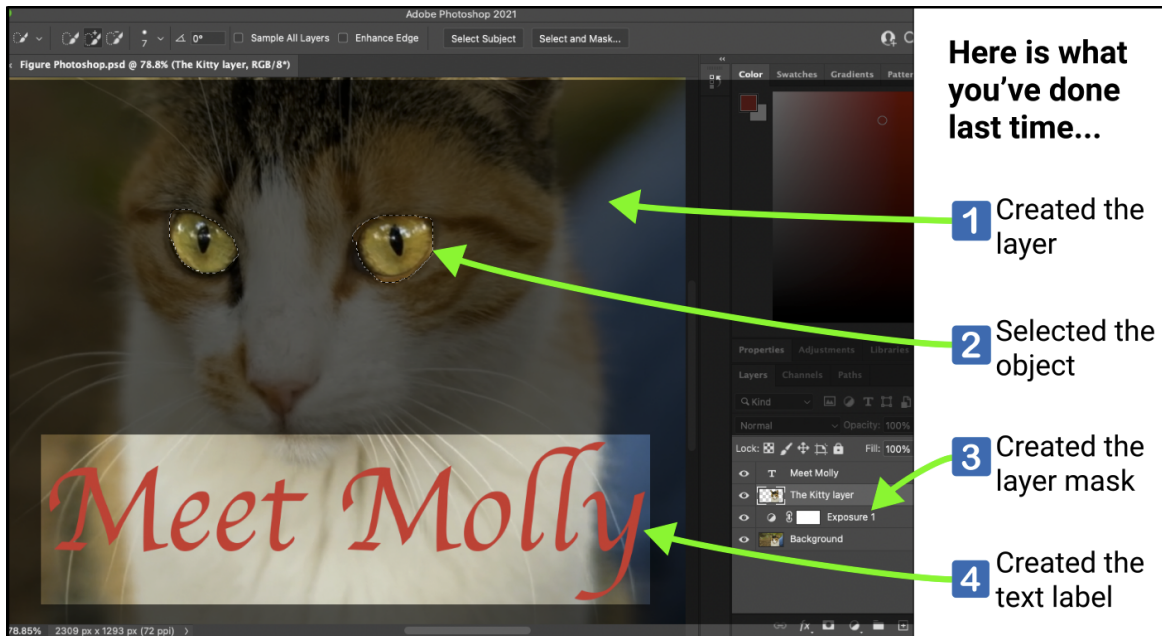 Adobe Photoshop 2021
7
0°
Sample All Layers
Enhance Edge
Select Subject
Select and Mask...
Figure Photoshop.psd @ 78.8% (The Kitty layer, RGB/8*)
Color Swatches Gradients Patter
Properties Adjustments Libraries
Layers Channels Paths
Kind
Normal
Opacity: 100%
Lock:
Fill: 100%
T Meet Molly
The Kitty layer
Exposure 1
Background
fx
Meet Molly
78.85% 2309 px x 1293 px (72 ppi)
Here is what
you've done
last time...
1 Created the
layer
2 Selected the
object
3 Created the
layer mask
4 Created the
text label